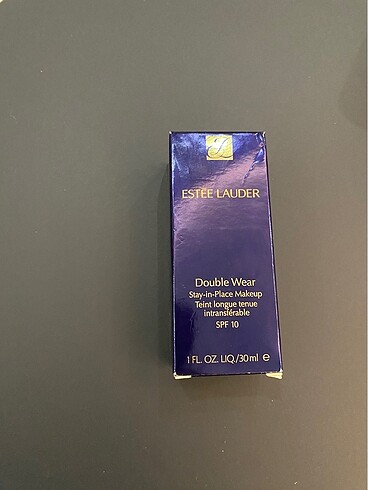 ESTĒE LAUDER
Double Wear
Stay-in-Place Makeup
Teint longue tenue
intransférable
SPF 10
1 FL. OZ. LIQ./30ml e